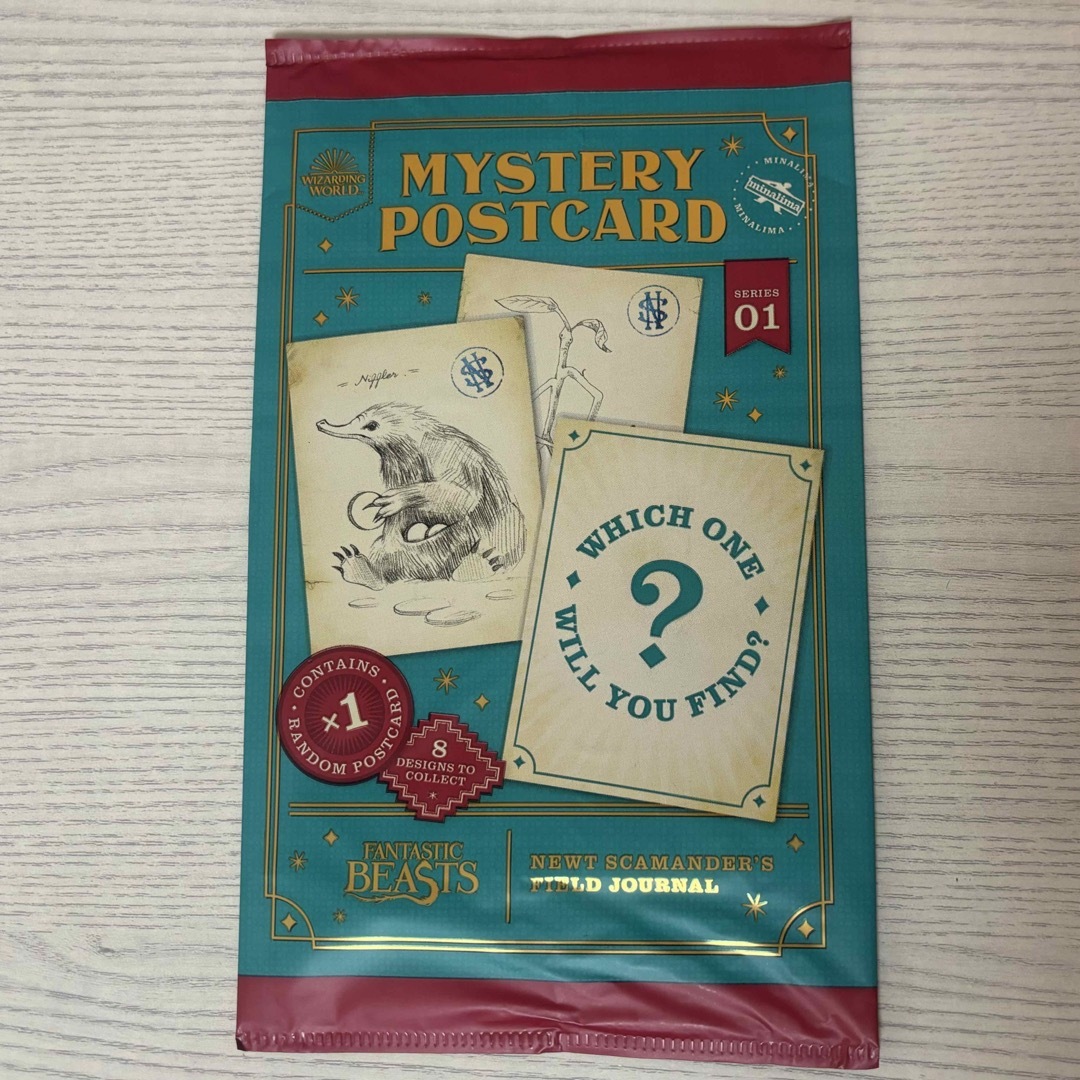 WIZARDING
WORLD
MYSTERY
POSTCARD
MINALIMA
minalima
MINALIMA
SERIES
01
Niffler
WHICH ONE
?
WILL YOU FIND?
CONTAINS
×1
RANDOM POSTCARD
8
DESIGNS TO
COLLECT
FANTASTIC
BEASTS
NEWT SCAMANDER'S
FIELD JOURNAL